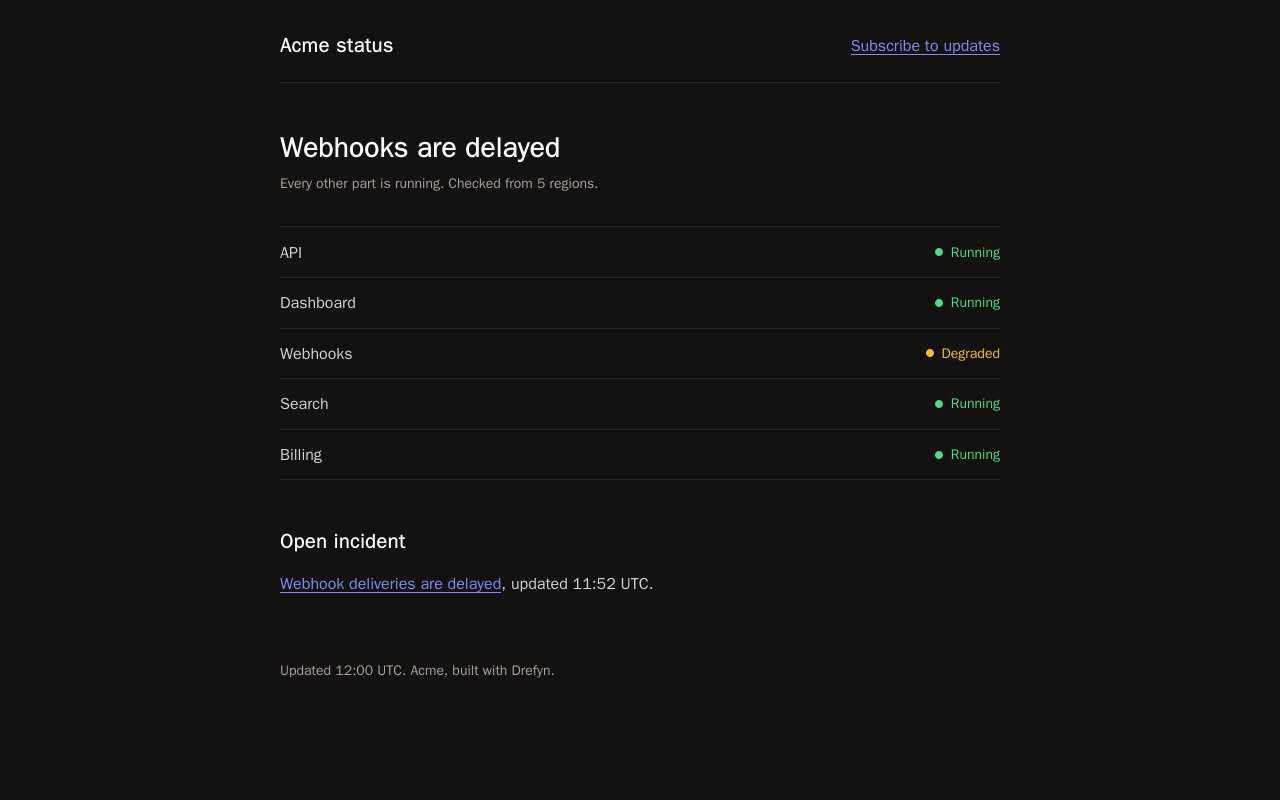 Acme status
Subscribe to updates
Webhooks are delayed
Every other part is running. Checked from 5 regions.
API
Running
Dashboard
Running
Webhooks
Degraded
Search
Running
Billing
Running
Open incident
Webhook deliveries are delayed, updated 11:52 UTC.
Updated 12:00 UTC. Acme, built with Drefyn.